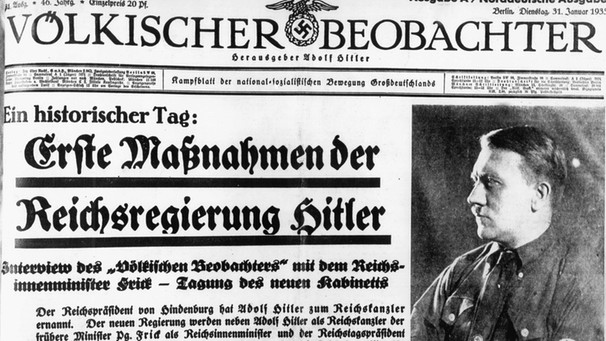 Ausg. * 46. Jahrg. * Einzelpreis 20 Pf.
Norddeutsche Ausgabe
Berlin, Dienstag, 31. Januar 1933
VÖLKISCHER BEOBACHTER
Herausgeber Adolf Hitler
Kampfblatt der national-sozialistischen Bewegung Großdeutschlands
Ein historischer Tag:
Erste Maßnahmen der
Reichsregierung Hitler
Interview des „Völkischen Beobachters" mit dem Reichs-
innenminister Frick — Tagung des neuen Kabinetts
Der Reichspräsident von Hindenburg hat Adolf Hitler zum Reichskanzler
ernannt. Der neuen Regierung werden neben Adolf Hitler als Reichskanzler der
frühere Minister Pg. Frick als Reichsinnenminister und der Reichstagspräsident